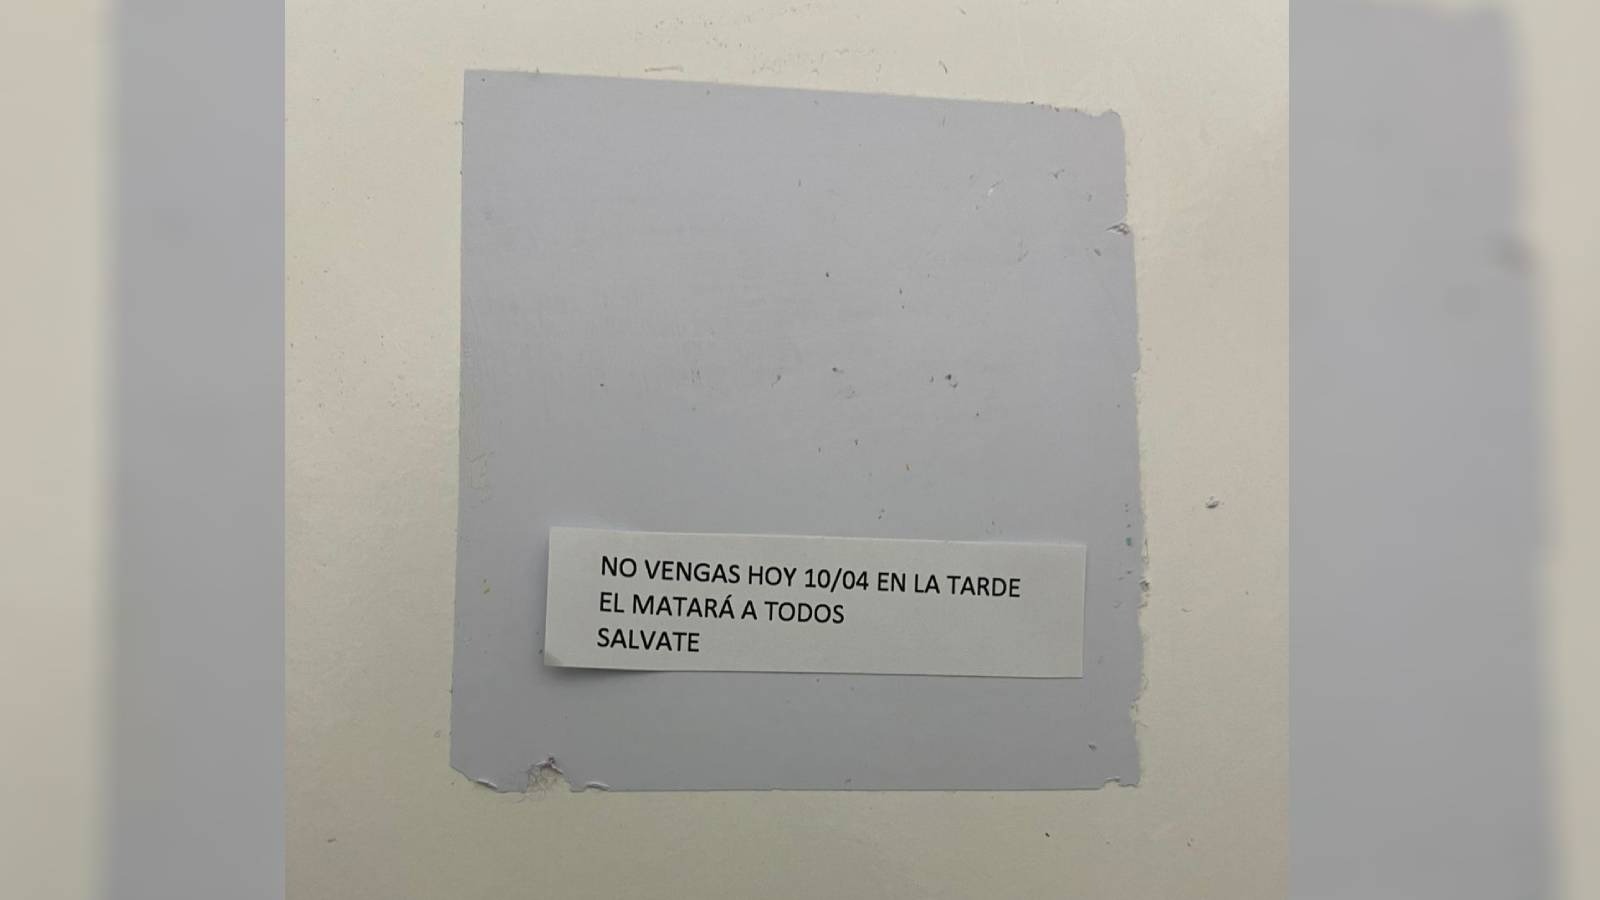 NO VENGAS HOY 10/04 EN LA TARDE
EL MATARÁ A TODOS
SALVATE